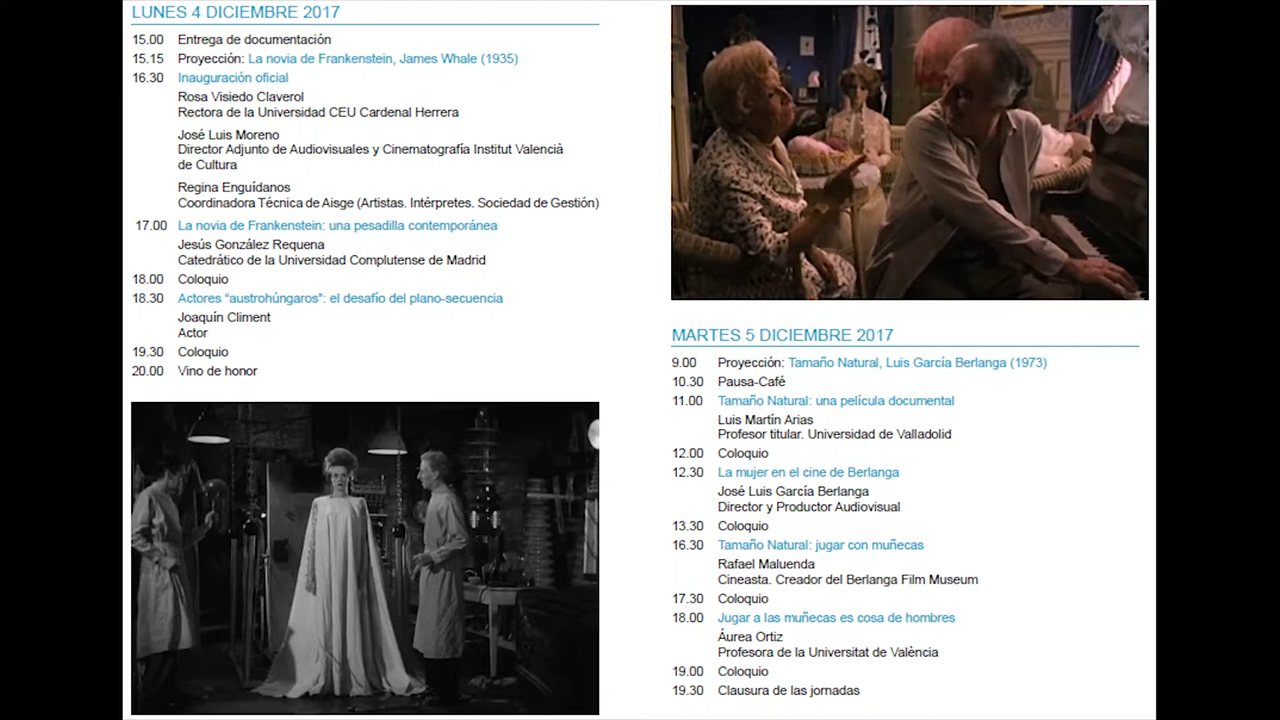 LUNES 4 DICIEMBRE 2017
15.00 Entrega de documentación
15.15 Proyección: La novia de Frankenstein, James Whale (1935)
16.30 Inauguración oficial
Rosa Visiedo Claverol
Rectora de la Universidad CEU Cardenal Herrera
José Luis Moreno
Director Adjunto de Audiovisuales y Cinematografía Institut Valencià
de Cultura
Regina Enguídanos
Coordinadora Técnica de Aisge (Artistas. Intérpretes. Sociedad de Gestión)
17.00 La novia de Frankenstein: una pesadilla contemporánea
Jesús González Requena
Catedrático de la Universidad Complutense de Madrid
18.00 Coloquio
18.30 Actores “austrohúngaros”: el desafío del plano-secuencia
Joaquín Climent
Actor
19.30 Coloquio
20.00 Vino de honor
MARTES 5 DICIEMBRE 2017
9.00 Proyección: Tamaño Natural, Luis García Berlanga (1973)
10.30 Pausa-Café
11.00 Tamaño Natural: una película documental
Luis Martín Arias
Profesor titular. Universidad de Valladolid
12.00 Coloquio
12.30 La mujer en el cine de Berlanga
José Luis García Berlanga
Director y Productor Audiovisual
13.30 Coloquio
16.30 Tamaño Natural: jugar con muñecas
Rafael Maluenda
Cineasta. Creador del Berlanga Film Museum
17.30 Coloquio
18.00 Jugar a las muñecas es cosa de hombres
Áurea Ortiz
Profesora de la Universitat de València
19.00 Coloquio
19.30 Clausura de las jornadas